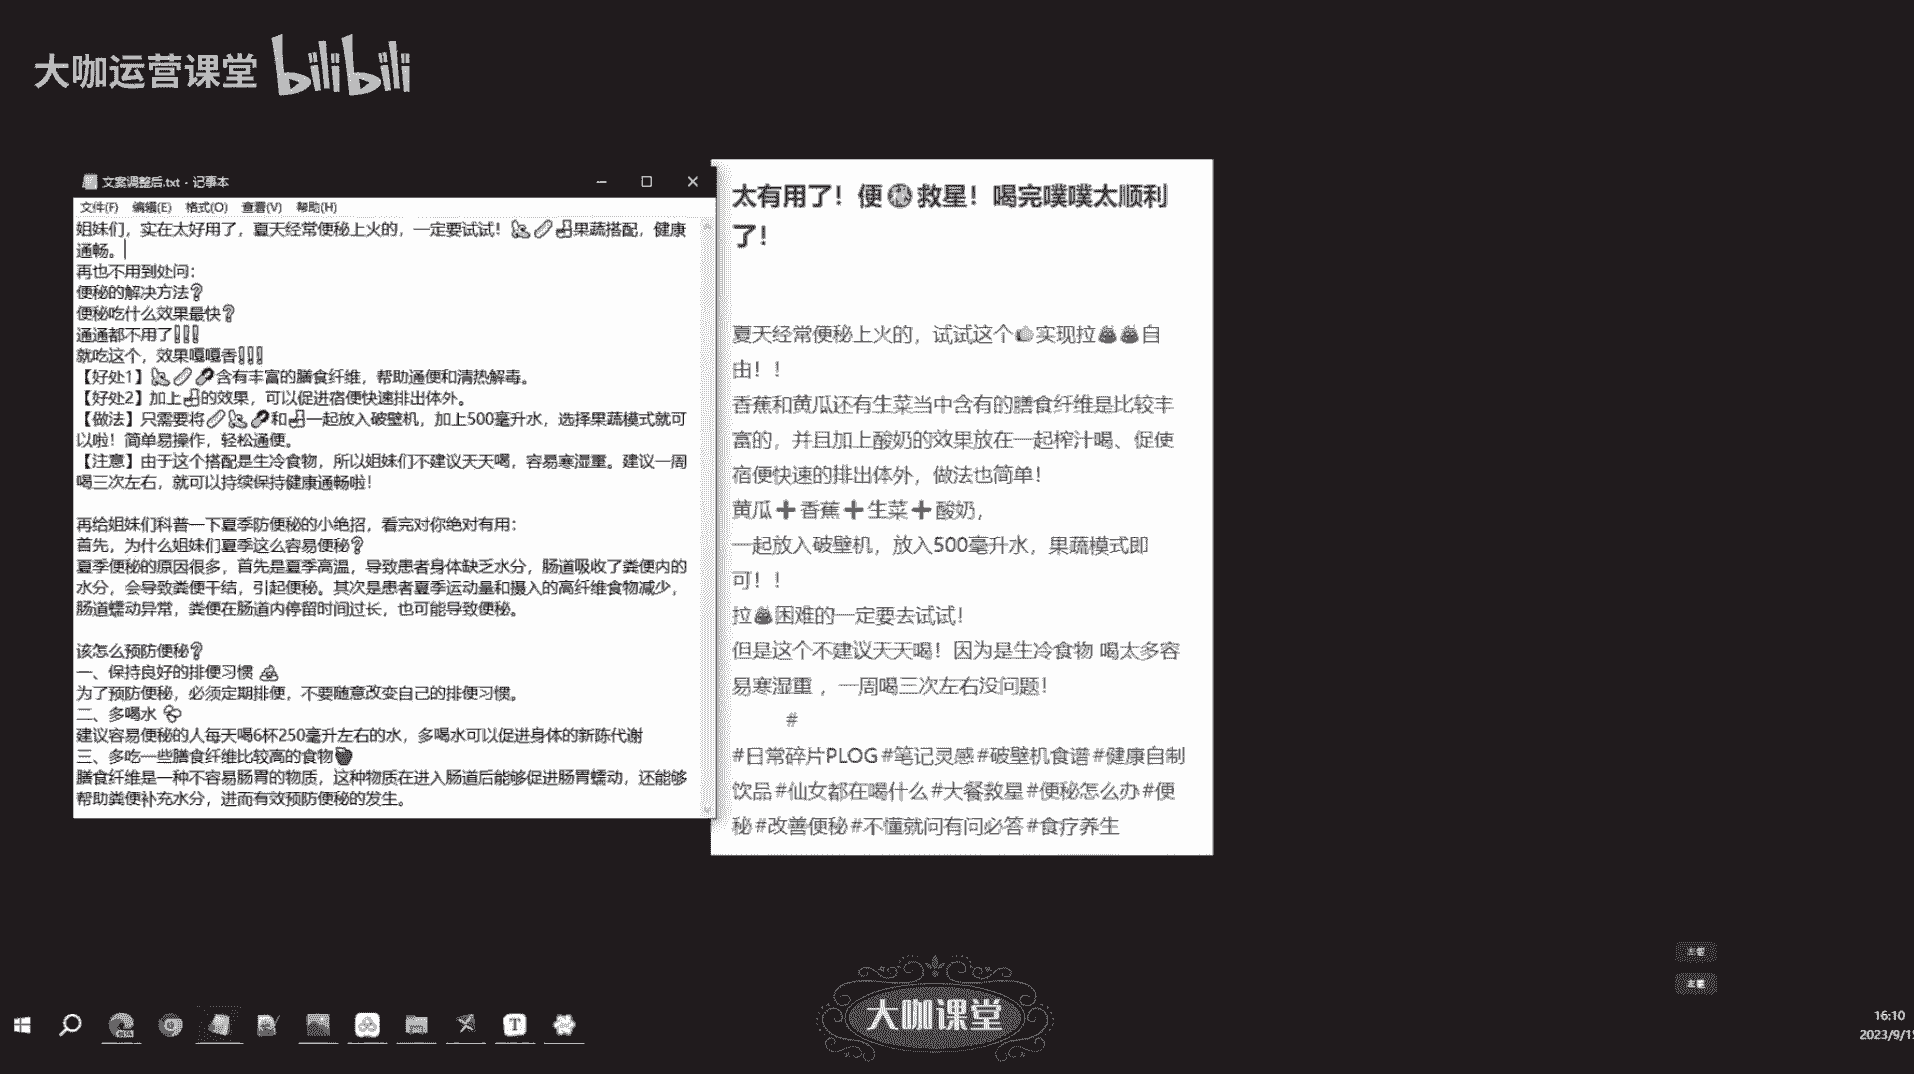 大咖运营课堂 bilibili
文案调整后.txt - 记事本
文件(F) 编辑(E) 格式(O) 查看(V) 帮助(H)
姐妹们，实在太好用了，夏天经常便秘上火的，一定要试试！🍌🥒🥛果蔬搭配，健康
通畅。
再也不用到处问：
便秘的解决方法❓
便秘吃什么效果最快❓
通通都不用了❗❗❗
就吃这个，效果嘎嘎香❗❗❗
【好处1】🍌🥒🥬含有丰富的膳食纤维，帮助通便和清热解毒。
【好处2】加上🥛的效果，可以促进宿便快速排出体外。
【做法】只需要将🥒🍌🥬和🥛一起放入破壁机，加上500毫升水，选择果蔬模式就可
以啦！简单易操作，轻松通便。
【注意】由于这个搭配是生冷食物，所以姐妹们不建议天天喝，容易寒湿重。建议一周
喝三次左右，就可以持续保持健康通畅啦！
再给姐妹们科普一下夏季防便秘的小绝招，看完对你绝对有用：
首先，为什么姐妹们夏季这么容易便秘❓
夏季便秘的原因很多，首先是夏季高温，导致患者身体缺乏水分，肠道吸收了粪便内的
水分，会导致粪便干结，引起便秘。其次是患者夏季运动量和摄入的高纤维食物减少，
肠道蠕动异常，粪便在肠道内停留时间过长，也可能导致便秘。
该怎么预防便秘❓
一、保持良好的排便习惯
为了预防便秘，必须定期排便，不要随意改变自己的排便习惯。
二、多喝水
建议容易便秘的人每天喝6杯250毫升左右的水，多喝水可以促进身体的新陈代谢
三、多吃一些膳食纤维比较高的食物
膳食纤维是一种不容易肠胃的物质，这种物质在进入肠道后能够促进肠胃蠕动，还能够
帮助粪便补充水分，进而有效预防便秘的发生。
太有用了！便㊙救星！喝完噗噗太顺利
了！
夏天经常便秘上火的，试试这个👍实现拉💩💩自
由！！
香蕉和黄瓜还有生菜当中含有的膳食纤维是比较丰
富的，并且加上酸奶的效果放在一起榨汁喝、促使
宿便快速的排出体外，做法也简单！
黄瓜➕香蕉➕生菜➕酸奶，
一起放入破壁机，放入500毫升水，果蔬模式即
可！！
拉💩困难的一定要去试试！
但是这个不建议天天喝！因为是生冷食物 喝太多容
易寒湿重 ，一周喝三次左右没问题！
#
#日常碎片PLOG#笔记灵感#破壁机食谱#健康自制
饮品#仙女都在喝什么#大餐救星#便秘怎么办#便
秘#改善便秘#不懂就问有问必答#食疗养生
大咖课堂
16:10
2023/9/1